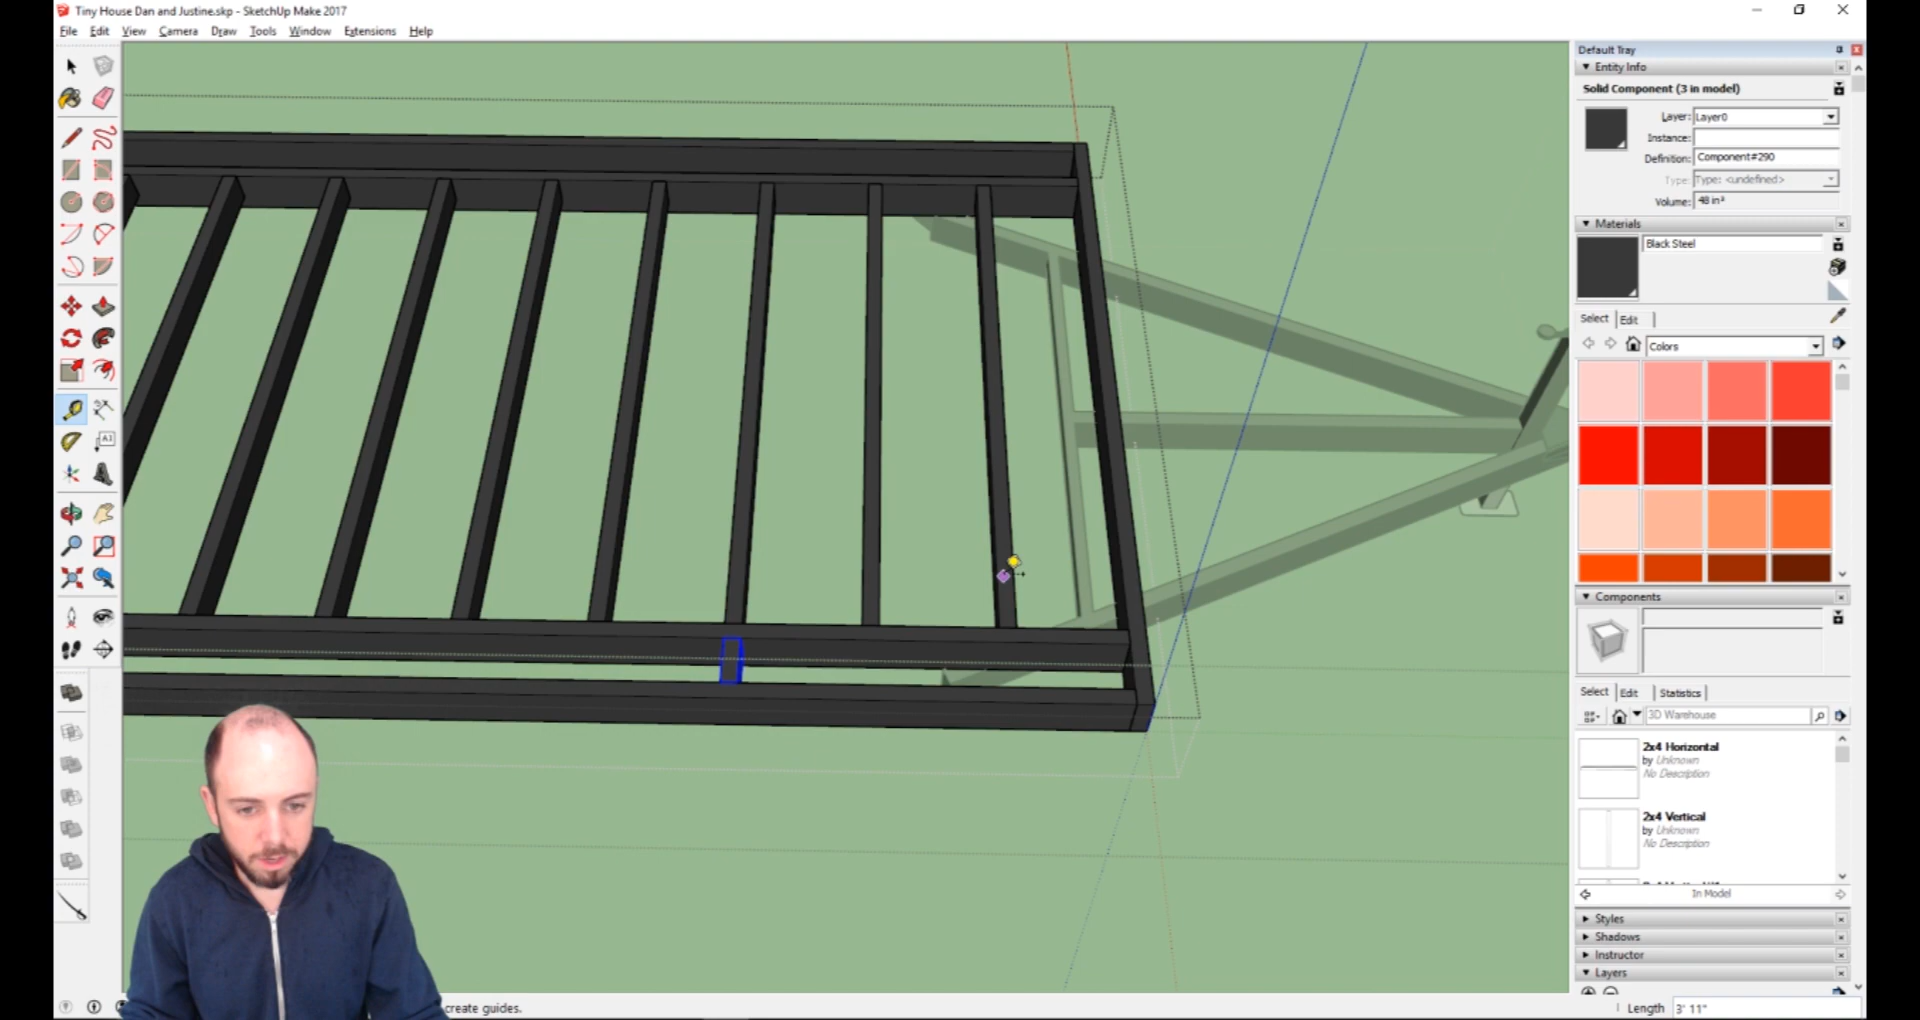 Tiny House Dan and Justine.skp - SketchUp Make 2017
File Edit View Camera Draw Tools Window Extensions Help
Default Tray
Entity Info
Solid Component (3 in model)
Layer: Layer0
Instance:
Definition: Component#290
Type: Type: <undefined>
Volume: 48 in³
Materials
Black Steel
Select Edit
Colors
Components
Select Edit Statistics
3D Warehouse
2x4 Horizontal
by Unknown
No Description
2x4 Vertical
by Unknown
No Description
In Model
Styles
Shadows
Instructor
Layers
create guides.
Length 3' 11"